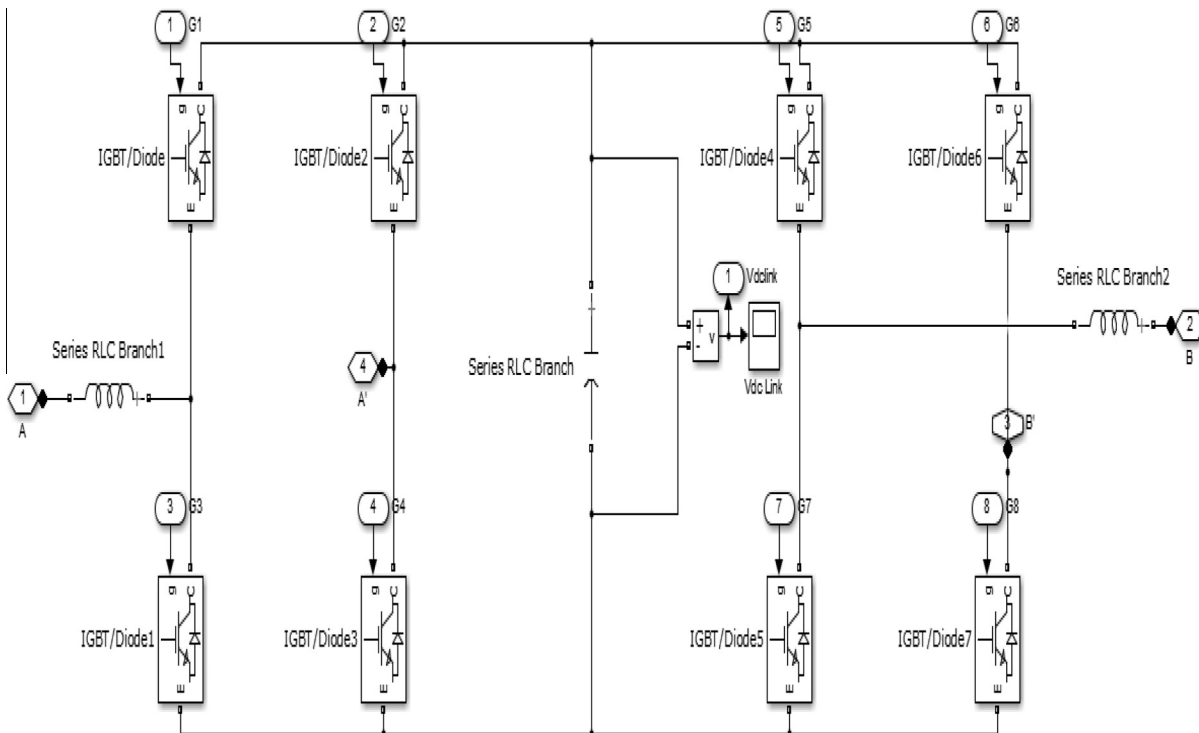 1 G1
2 G2
5 G5
6 G6
g C
g C
g C
g C
IGBT/Diode
IGBT/Diode2
IGBT/Diode4
IGBT/Diode6
E
E
E
E
1 Vdclink
Series RLC Branch2
+
-
v
+
2
B
Series RLC Branch1
4
A'
Series RLC Branch
+
Vdc Link
1
A
+
3 B'
3 G3
4 G4
7 G7
8 G8
g C
g C
g C
g C
IGBT/Diode1
IGBT/Diode3
IGBT/Diode5
IGBT/Diode7
E
E
E
E